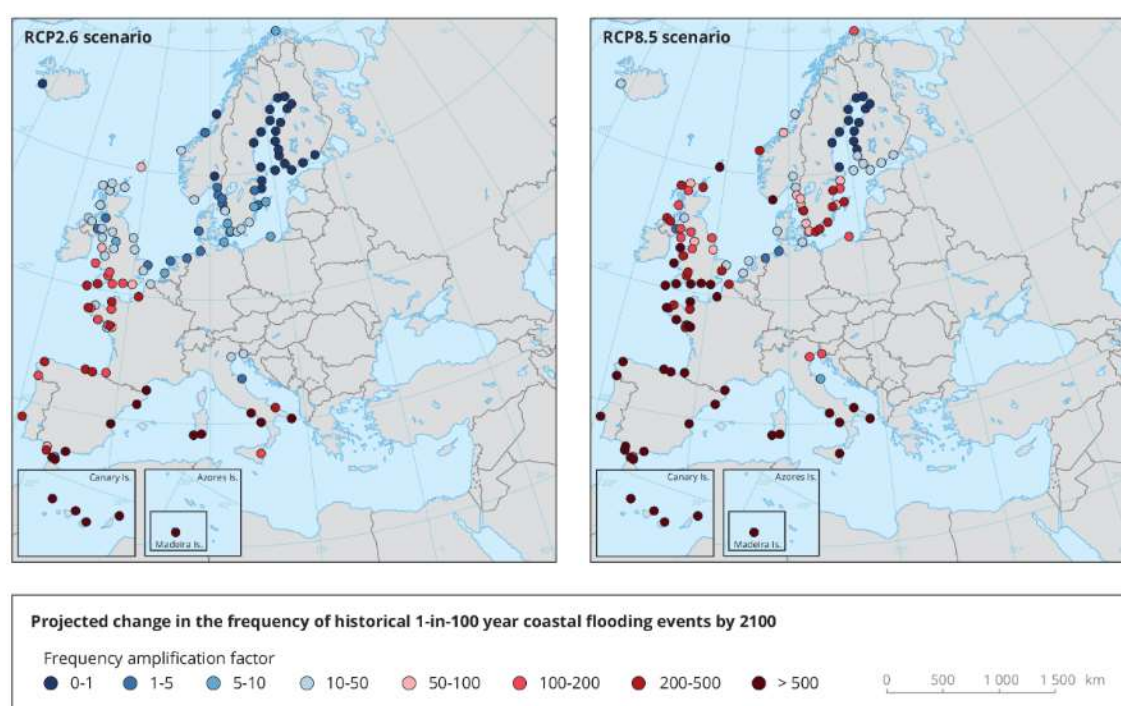 RCP2.6 scenario
RCP8.5 scenario
Canary Is.
Azores Is.
Madeira Is.
Canary Is.
Azores Is.
Madeira Is.
Projected change in the frequency of historical 1-in-100 year coastal flooding events by 2100
Frequency amplification factor
0-1 1-5 5-10 10-50 50-100 100-200 200-500 > 500
0 500 1 000 1 500 km